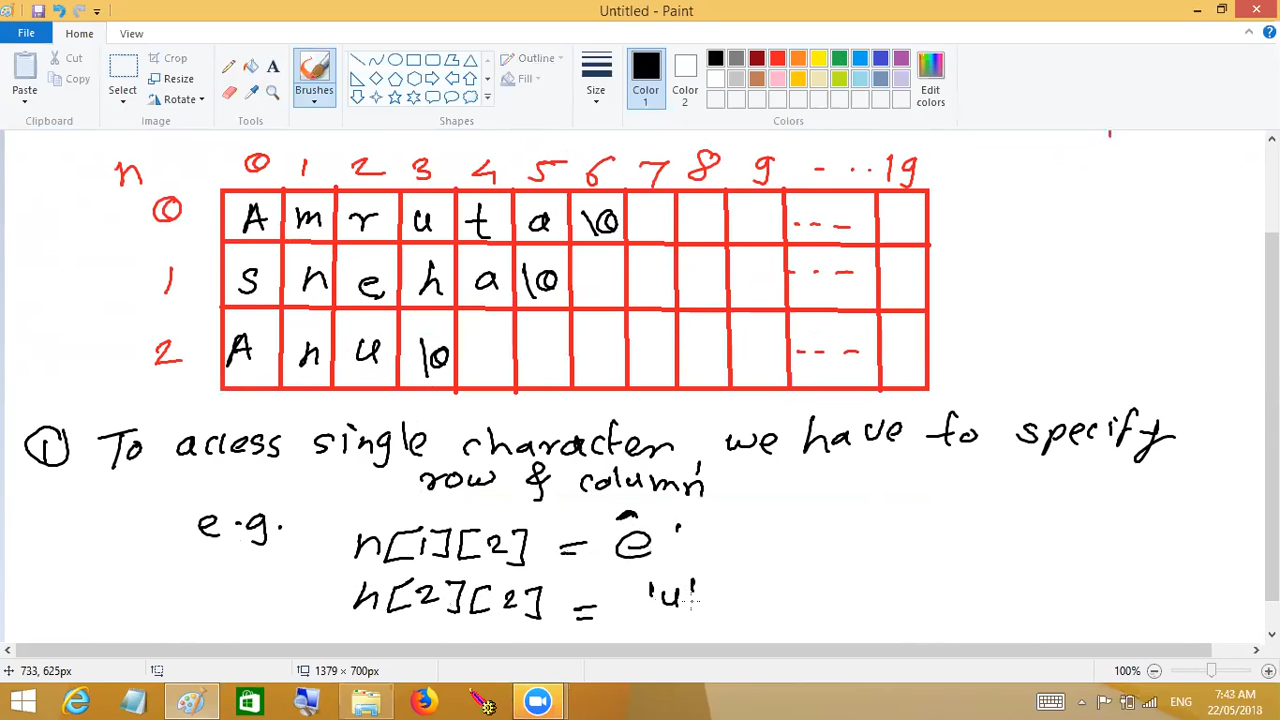 Untitled - Paint
File Home View
Paste Cut Copy Select Crop Resize Rotate A Brushes Outline Fill Size Color 1 Color 2 Edit colors
Clipboard Image Tools Shapes Colors
n 0 1 2 3 4 5 6 7 8 9 - .. 19
0 A m r u t a \0 - - -
1 s n e h a \0 - - -
2 A n u \0 - - -
① To access single character, we have to specify
row & column
e.g. n[1][2] = 'e'
n[2][2] = 'u'
733, 625px 1379 × 700px 100%
ENG 7:43 AM
22/05/2018